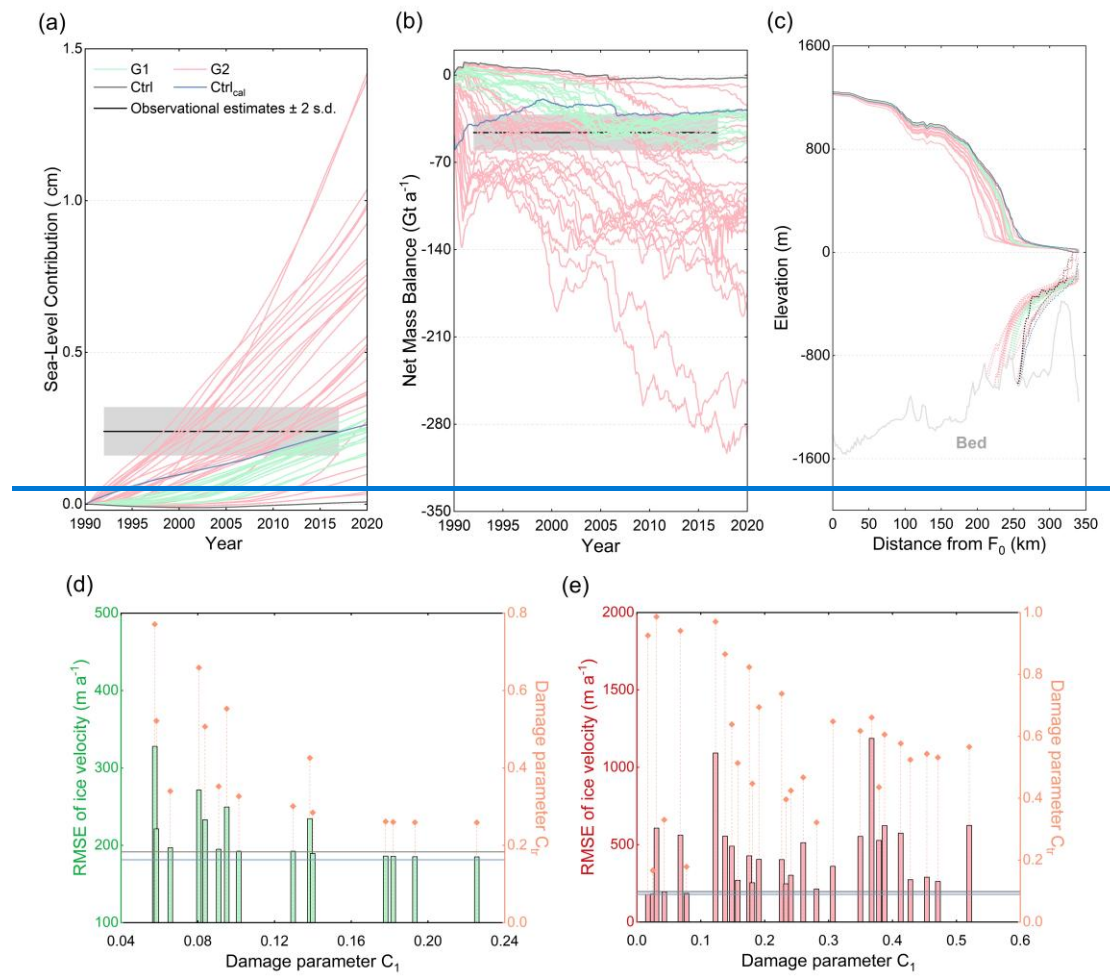 (a)
1.5
1.0
0.5
0.0
Sea-Level Contribution (cm)
G1
G2
Ctrl
Ctrlcal
Observational estimates ± 2 s.d.
1990 1995 2000 2005 2010 2015 2020
Year
(b)
0
-70
-140
-210
-280
-350
Net Mass Balance (Gt a-1)
1990 1995 2000 2005 2010 2015 2020
Year
(c)
1600
800
0
-800
-1600
Elevation (m)
Bed
0 50 100 150 200 250 300 350
Distance from F0 (km)
(d)
500
400
300
200
100
RMSE of ice velocity (m a-1)
0.8
0.6
0.4
0.2
0.0
Damage parameter Ctr
0.04 0.08 0.12 0.16 0.20 0.24
Damage parameter C1
(e)
2000
1500
1000
500
0
RMSE of ice velocity (m a-1)
1.0
0.8
0.6
0.4
0.2
0.0
Damage parameter Ctr
0.0 0.1 0.2 0.3 0.4 0.5 0.6
Damage parameter C1